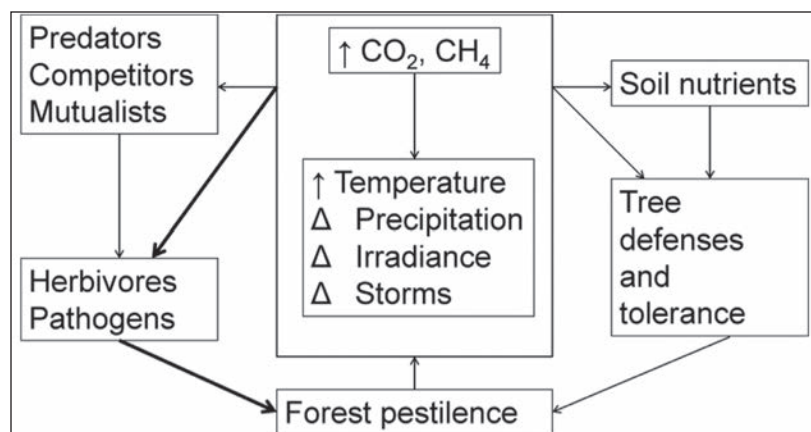 Predators
Competitors
Mutualists
↑ CO₂, CH₄
Soil nutrients
↑ Temperature
Δ Precipitation
Δ Irradiance
Δ Storms
Tree
defenses
and
tolerance
Herbivores
Pathogens
Forest pestilence